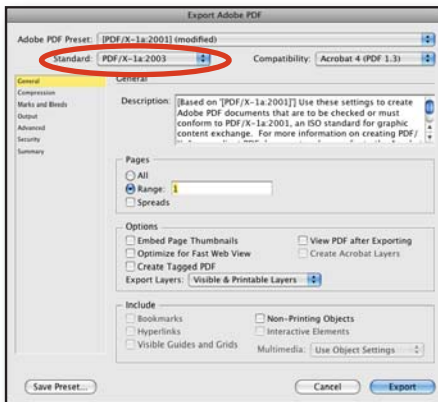 Export Adobe PDF
Adobe PDF Preset: [PDF/X-1a:2001] (modified)
Standard: PDF/X-1a:2003 Compatibility: Acrobat 4 (PDF 1.3)
General
Compression
Marks and Bleeds
Output
Advanced
Security
Summary
General
Description: [Based on '[PDF/X-1a:2001]'] Use these settings to create
Adobe PDF documents that are to be checked or must
conform to PDF/X-1a:2001, an ISO standard for graphic
content exchange. For more information on creating PDF/
Pages
All
Range: 1
Spreads
Options
Embed Page Thumbnails View PDF after Exporting
Optimize for Fast Web View Create Acrobat Layers
Create Tagged PDF
Export Layers: Visible & Printable Layers
Include
Bookmarks Non-Printing Objects
Hyperlinks Interactive Elements
Visible Guides and Grids Multimedia: Use Object Settings
Save Preset... Cancel Export